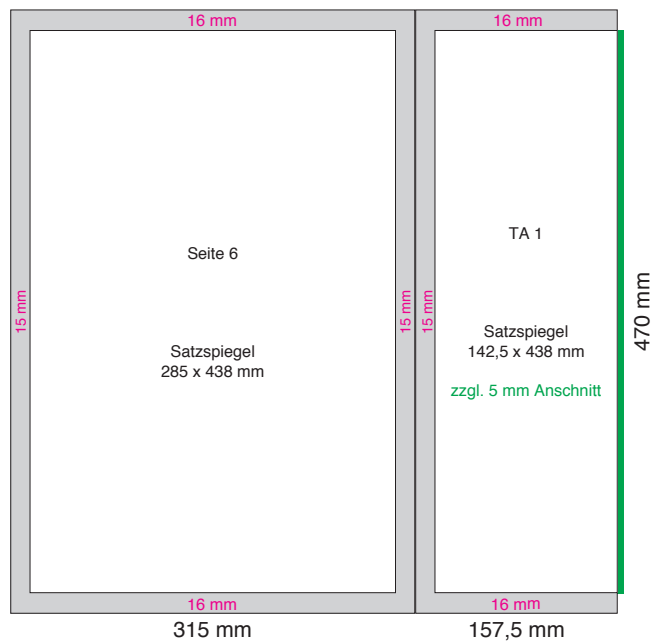 16 mm
16 mm
Seite 6
TA 1
15 mm
15 mm
15 mm
470 mm
Satzspiegel
285 x 438 mm
Satzspiegel
142,5 x 438 mm
zzgl. 5 mm Anschnitt
16 mm
16 mm
315 mm
157,5 mm